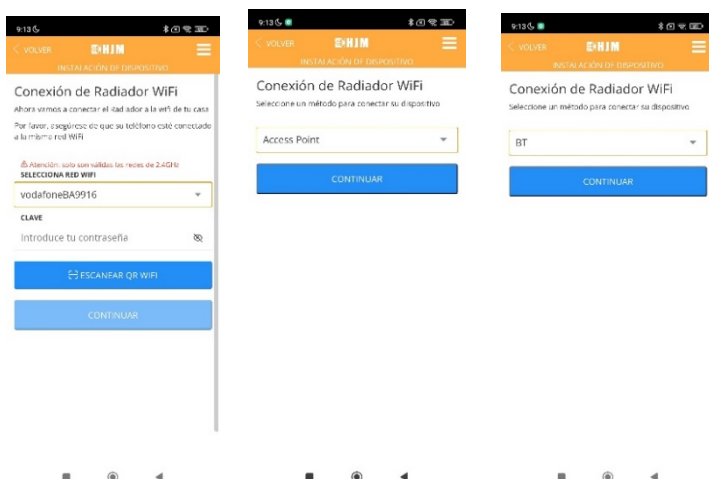 9:13
< VOLVER
HJM
INSTALACIÓN DE DISPOSITIVO
Conexión de Radiador WiFi
Ahora vamos a conectar el Radiador a la wifi de tu casa
Por favor, asegúrese de que su teléfono esté conectado
a la misma red WiFi
Atención: solo son válidas las redes de 2.4GHz
SELECCIONA RED WIFI
vodafoneBA9916
CLAVE
Introduce tu contraseña
ESCANEAR QR WIFI
CONTINUAR
9:13
< VOLVER
HJM
INSTALACIÓN DE DISPOSITIVO
Conexión de Radiador WiFi
Seleccione un método para conectar su dispositivo
Access Point
CONTINUAR
9:13
< VOLVER
HJM
INSTALACIÓN DE DISPOSITIVO
Conexión de Radiador WiFi
Seleccione un método para conectar su dispositivo
BT
CONTINUAR